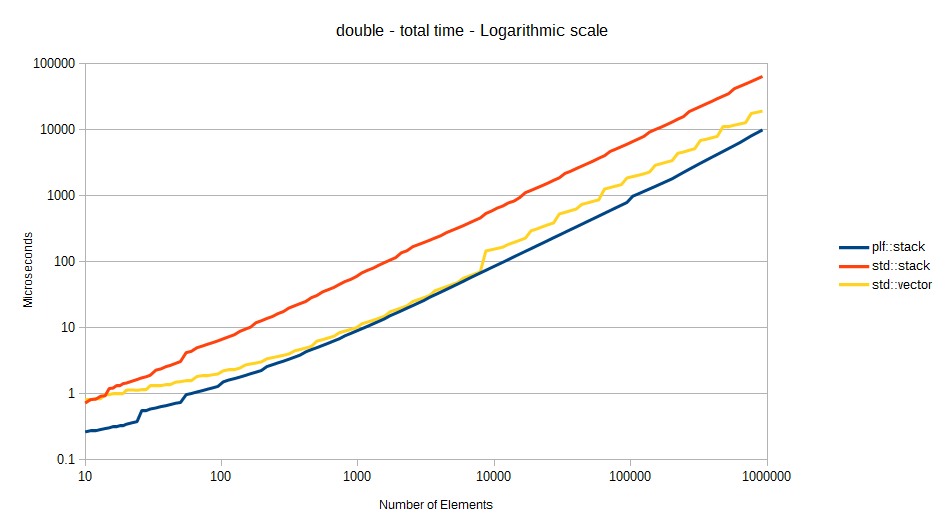 double - total time - Logarithmic scale
100000
10000
1000
100
10
1
0.1
Microseconds
10
100
1000
10000
100000
1000000
Number of Elements
plf::stack
std::stack
std::vector